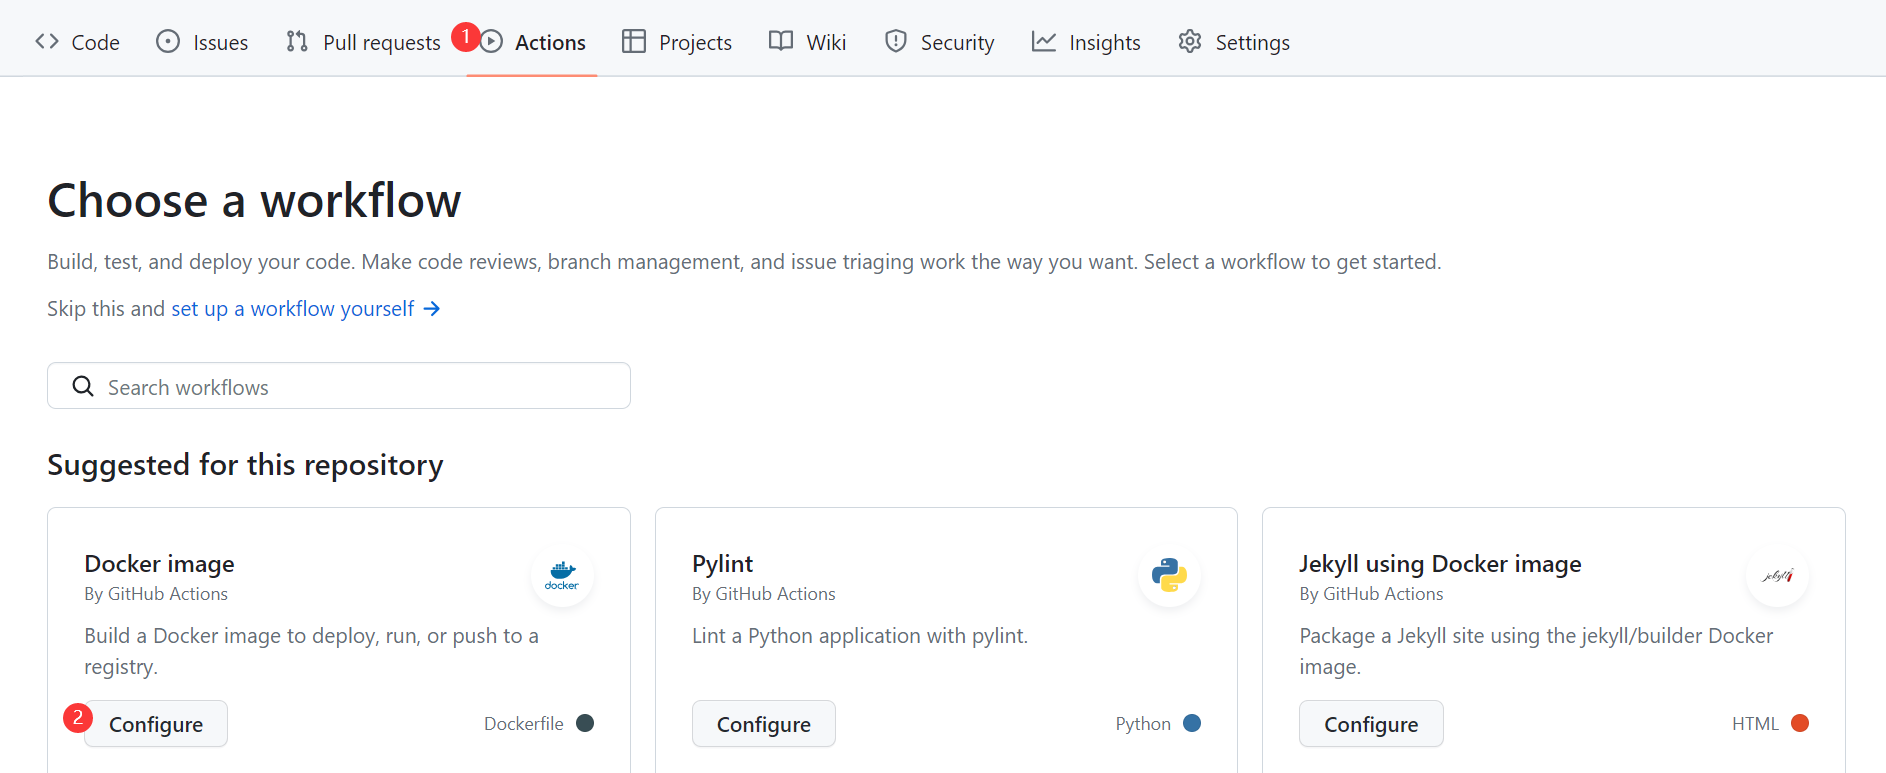 Code Issues Pull requests 1 Actions Projects Wiki Security Insights Settings
Choose a workflow
Build, test, and deploy your code. Make code reviews, branch management, and issue triaging work the way you want. Select a workflow to get started.
Skip this and set up a workflow yourself →
Search workflows
Suggested for this repository
Docker image
By GitHub Actions
docker
Build a Docker image to deploy, run, or push to a
registry.
2 Configure
Dockerfile
Pylint
By GitHub Actions
Lint a Python application with pylint.
Configure
Python
Jekyll using Docker image
By GitHub Actions
jekyll
Package a Jekyll site using the jekyll/builder Docker
image.
Configure
HTML